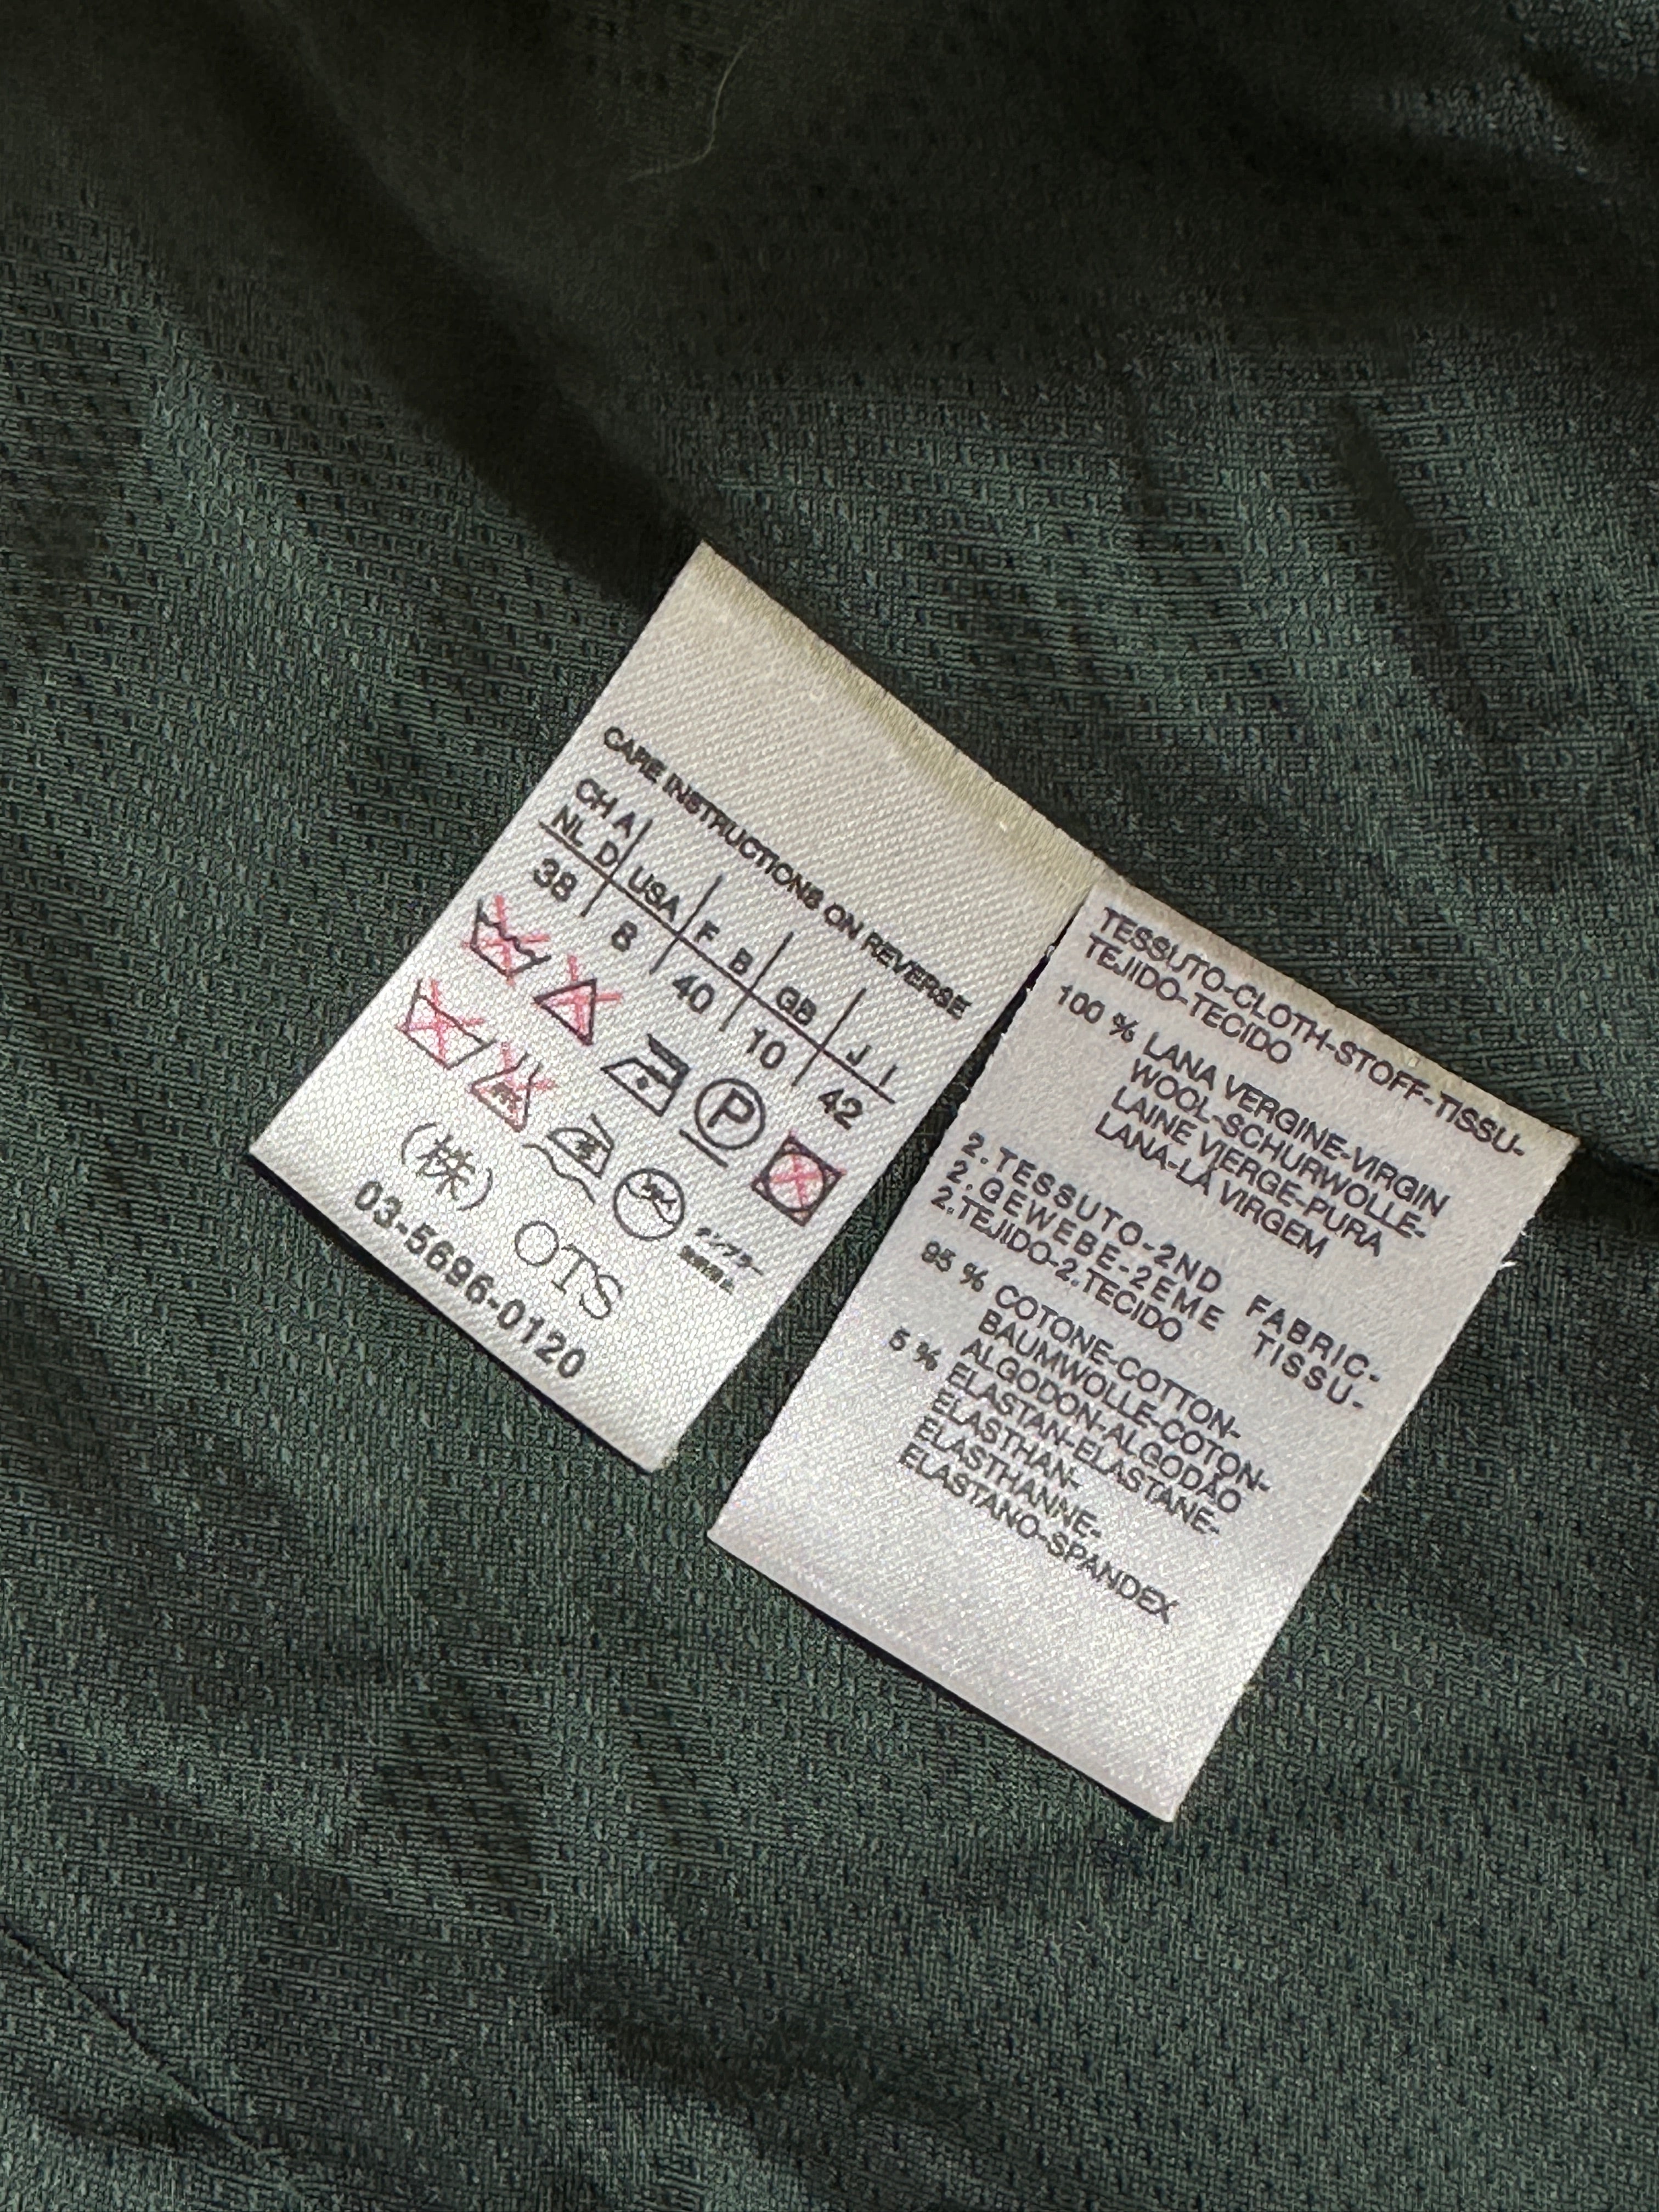 CARE INSTRUCTIONS ON REVERSE
CH A
NL D USA F B GB J I
38 8 40 10 42
P
(株) OTS
03-5696-0120
TESSUTO-CLOTH-STOFF-TISSU-
TEJIDO-TECIDO
100 % LANA VERGINE-VIRGIN
WOOL-SCHURWOLLE-
LAINE VIERGE-PURA
LANA-LÁ VIRGEM
2.TESSUTO-2ND FABRIC-
2.GEWEBE-2EME TISSU-
2.TEJIDO-2.TECIDO
95 % COTONE-COTTON-
BAUMWOLLE-COTON-
ALGODON-ALGODÃO
5 % ELASTAN-ELASTANE-
ELASTHAN-
ELASTHANNE-
ELASTANO-SPANDEX